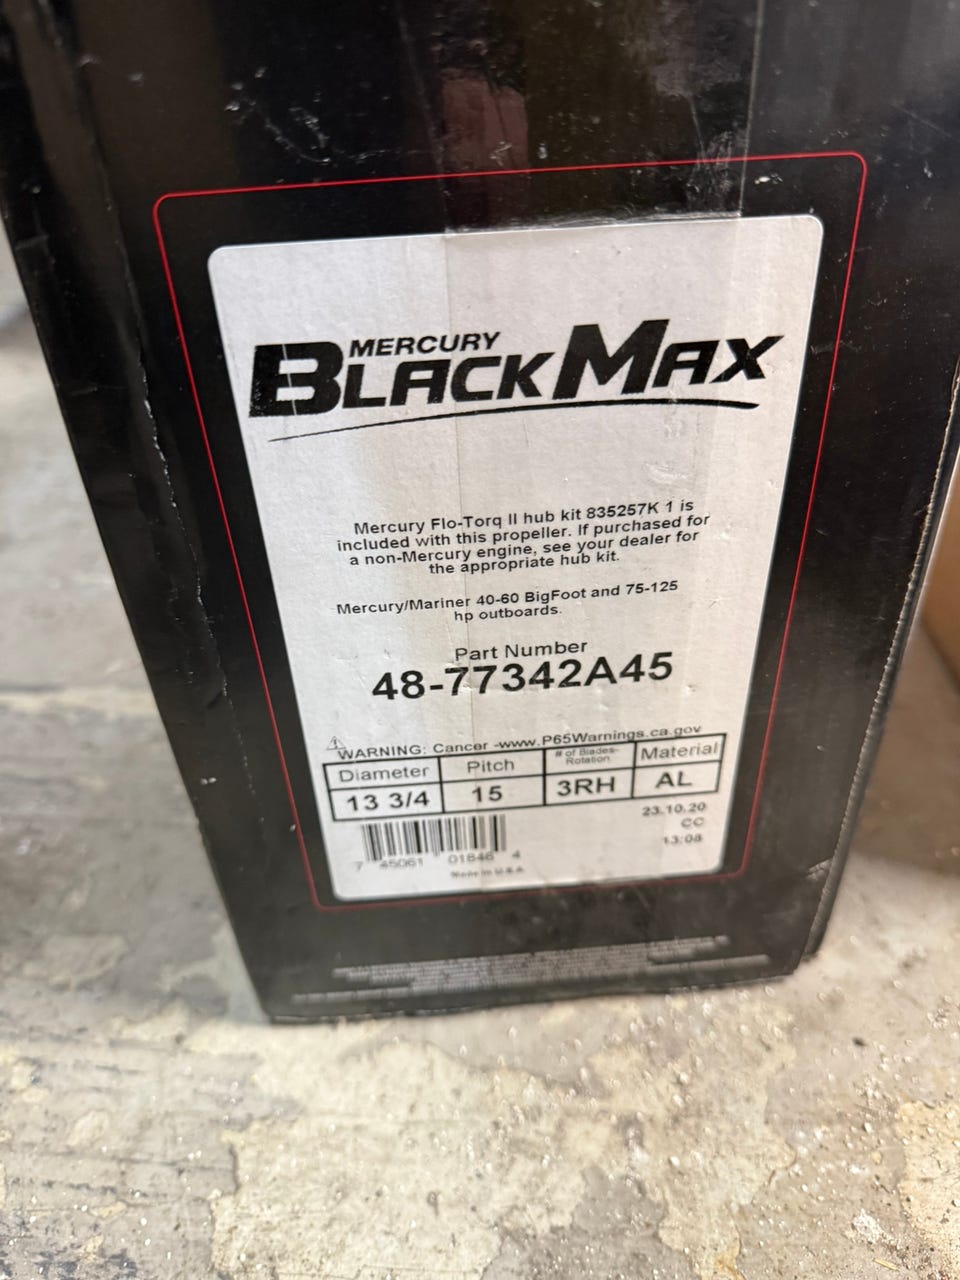 MERCURY
BLACKMAX
Mercury Flo-Torq II hub kit 835257K 1 is
included with this propeller. If purchased for
a non-Mercury engine, see your dealer for
the appropriate hub kit.
Mercury/Mariner 40-60 BigFoot and 75-125
hp outboards.
Part Number
48-77342A45
WARNING: Cancer -www.P65Warnings.ca.gov
Diameter Pitch # of Blades- Material
Rotation
13 3/4 15 3RH AL
23.10.20
CC
13:08
7 45061 01846 4
Made in U.S.A